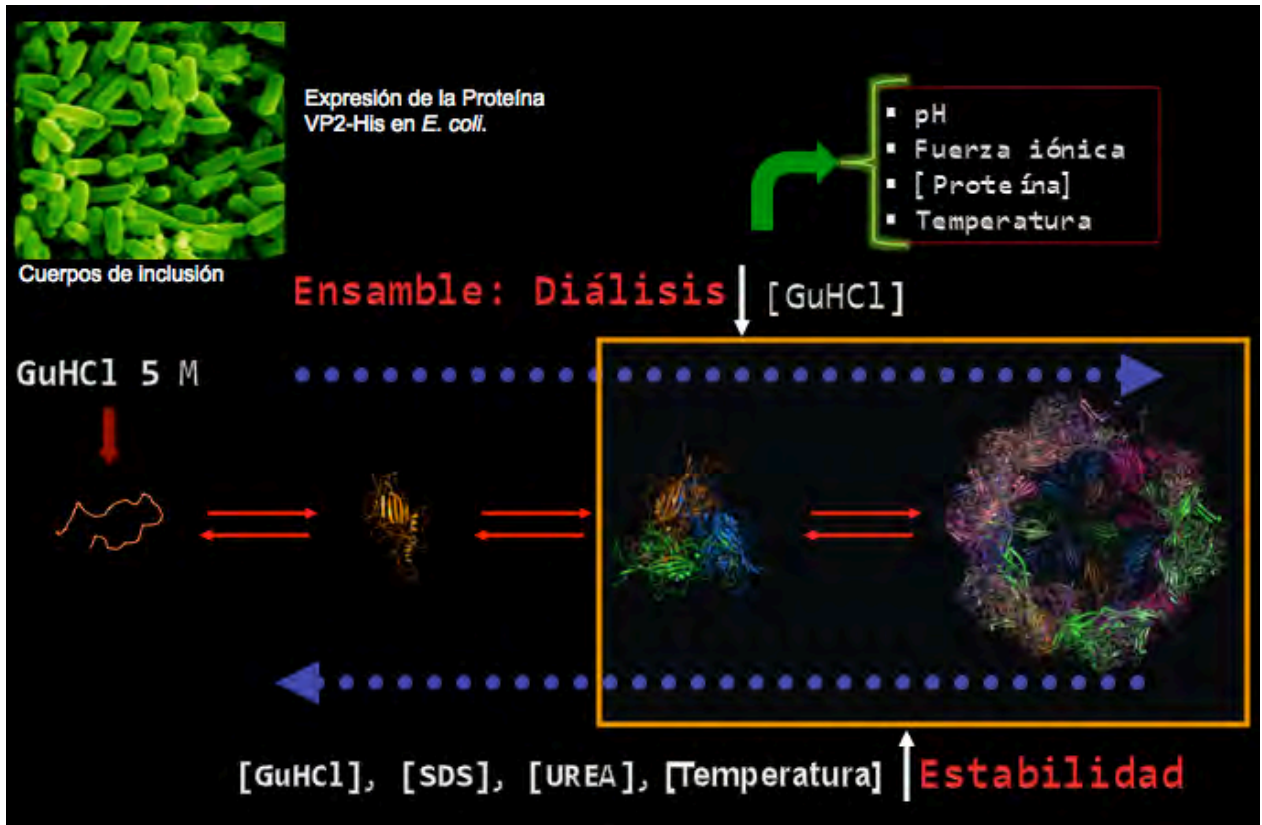 Expresión de la Proteína
VP2-His en E. coli.
Cuerpos de inclusión
▪ pH
▪ Fuerza iónica
▪ [Proteína]
▪ Temperatura
Ensamble: Diálisis
[GuHCl]
GuHCl 5 M
[GuHCl], [SDS], [UREA], [Temperatura]
Estabilidad